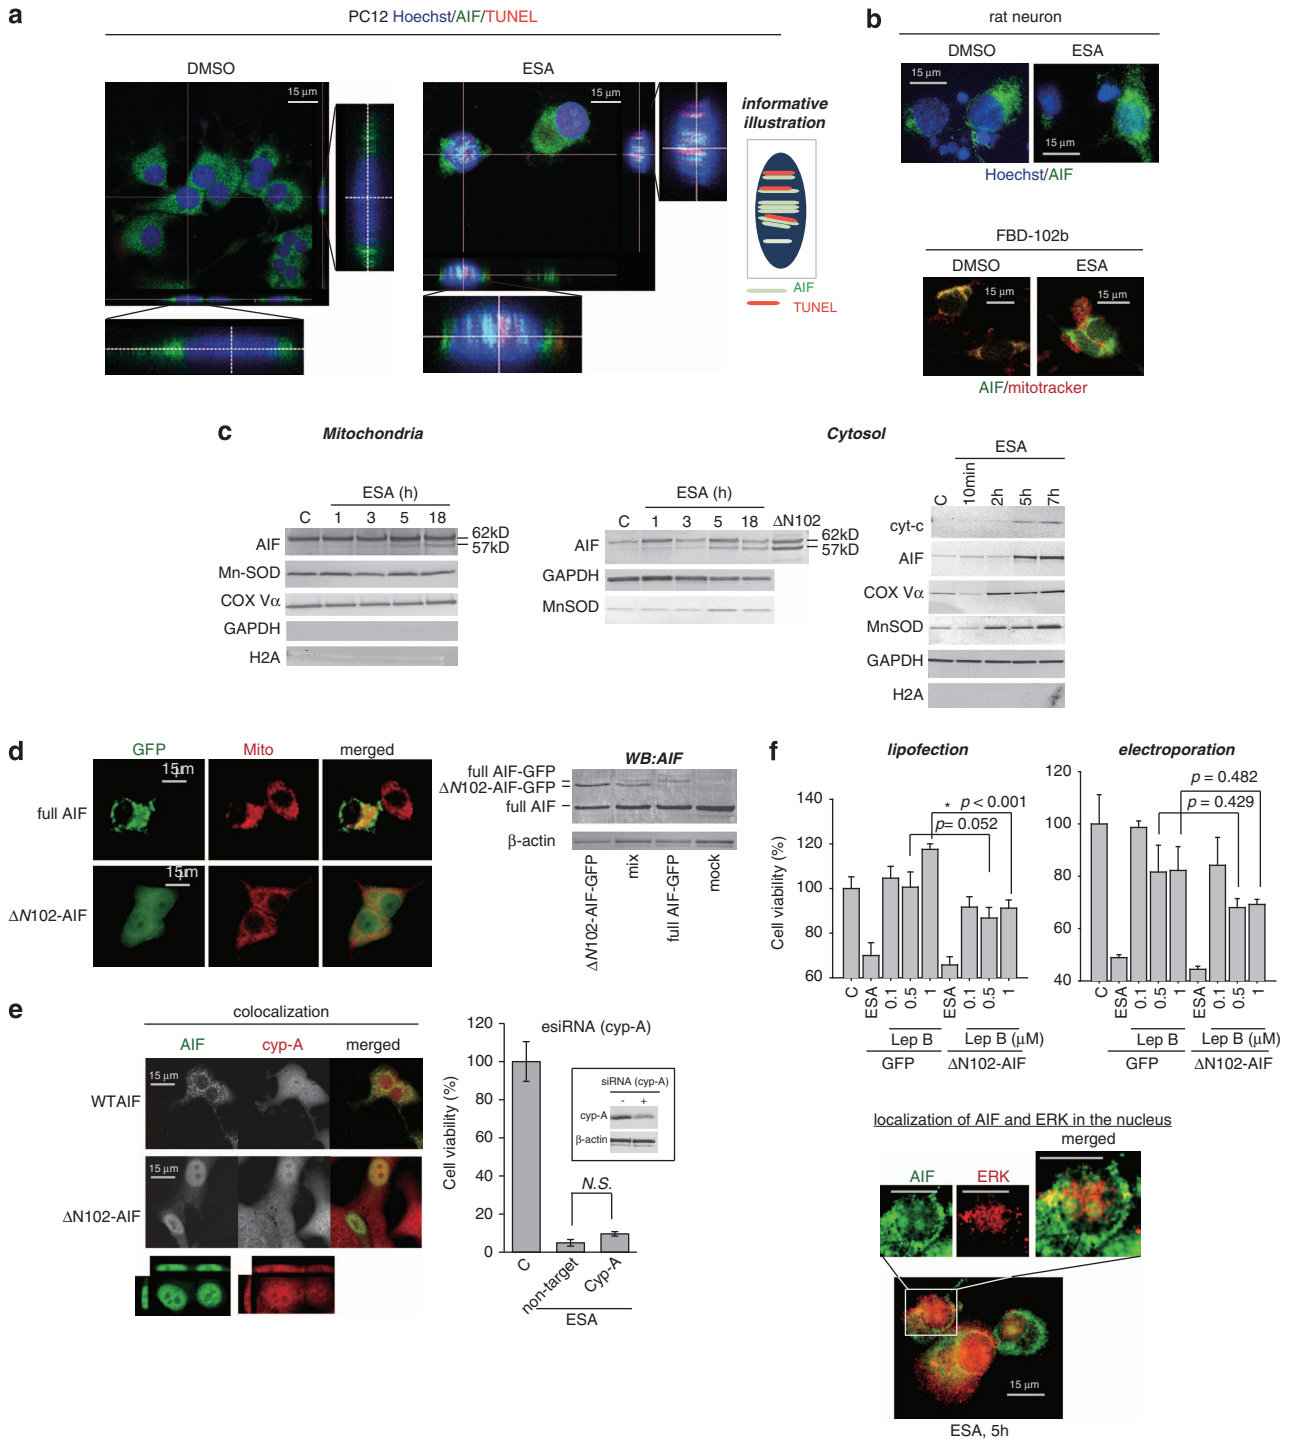 a
PC12 Hoechst/AIF/TUNEL
DMSO
ESA
15 µm
15 µm
informative
illustration
AIF
TUNEL
b
rat neuron
DMSO
ESA
15 µm
15 µm
Hoechst/AIF
FBD-102b
DMSO
ESA
15 µm
15 µm
AIF/mitotracker
c
Mitochondria
ESA (h)
C 1 3 5 18
AIF
62kD
57kD
Mn-SOD
COX Vα
GAPDH
H2A
Cytosol
ESA (h)
C 1 3 5 18 ΔN102
AIF
62kD
57kD
GAPDH
MnSOD
ESA
C 10min 2h 5h 7h
cyt-c
AIF
COX Vα
MnSOD
GAPDH
H2A
d
GFP Mito merged
15µm
full AIF
15µm
ΔN102-AIF
WB:AIF
full AIF-GFP
ΔN102-AIF-GFP
full AIF
β-actin
ΔN102-AIF-GFP
mix
full AIF-GFP
mock
e
colocalization
AIF cyp-A merged
15 µm
WTAIF
15 µm
ΔN102-AIF
esiRNA (cyp-A)
Cell viability (%)
120
100
80
60
40
20
0
siRNA (cyp-A)
- +
cyp-A
β-actin
N.S.
C
non-target
Cyp-A
ESA
f
lipofection
Cell viability (%)
140
120
100
80
60
* p < 0.001
p= 0.052
C ESA 0.1 0.5 1 ESA 0.1 0.5 1
Lep B Lep B (µM)
GFP ΔN102-AIF
electroporation
120
100
80
60
40
p = 0.482
p = 0.429
C ESA 0.1 0.5 1 ESA 0.1 0.5 1
Lep B Lep B (µM)
GFP ΔN102-AIF
localization of AIF and ERK in the nucleus
merged
AIF ERK
15 µm
ESA, 5h